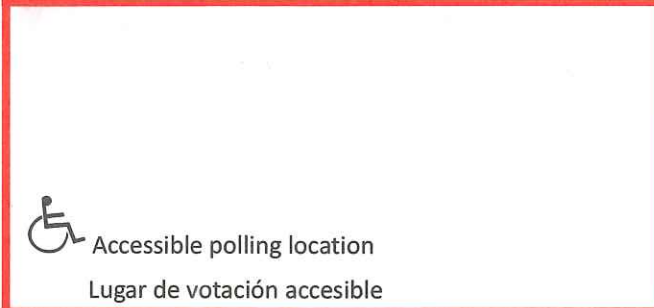 Accessible polling location
Lugar de votación accesible